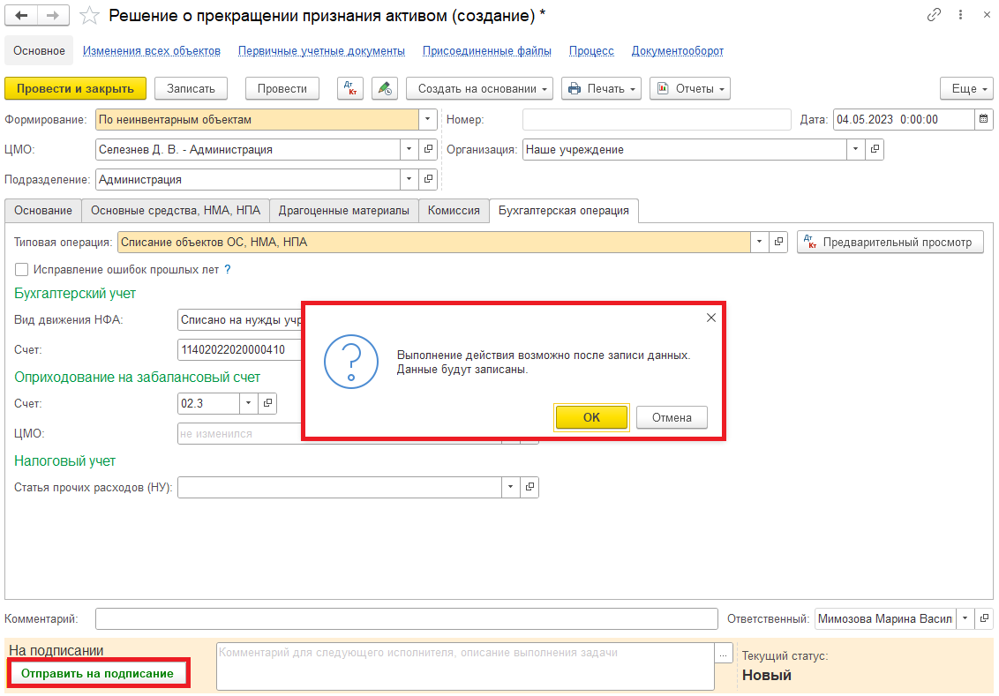 Решение о прекращении признания активом (создание) *
Основное Изменения всех объектов Первичные учетные документы Присоединенные файлы Процесс Документооборот
Провести и закрыть Записать Провести Дт Кт Создать на основании Печать Отчеты Еще
Формирование: По неинвентарным объектам Номер: Дата: 04.05.2023 0:00:00
ЦМО: Селезнев Д. В. - Администрация Организация: Наше учреждение
Подразделение: Администрация
Основание Основные средства, НМА, НПА Драгоценные материалы Комиссия Бухгалтерская операция
Типовая операция: Списание объектов ОС, НМА, НПА Дт Кт Предварительный просмотр
Исправление ошибок прошлых лет ?
Бухгалтерский учет
Вид движения НФА: Списано на нужды учр
Счет: 11402022020000410
Оприходование на забалансовый счет
Счет: 02.3
ЦМО: не изменился
Налоговый учет
Статья прочих расходов (НУ):
Выполнение действия возможно после записи данных.
Данные будут записаны.
OK Отмена
Комментарий: Ответственный: Мимозова Марина Васил
На подписании
Отправить на подписание
Комментарий для следующего исполнителя, описание выполнения задачи ...
Текущий статус:
Новый